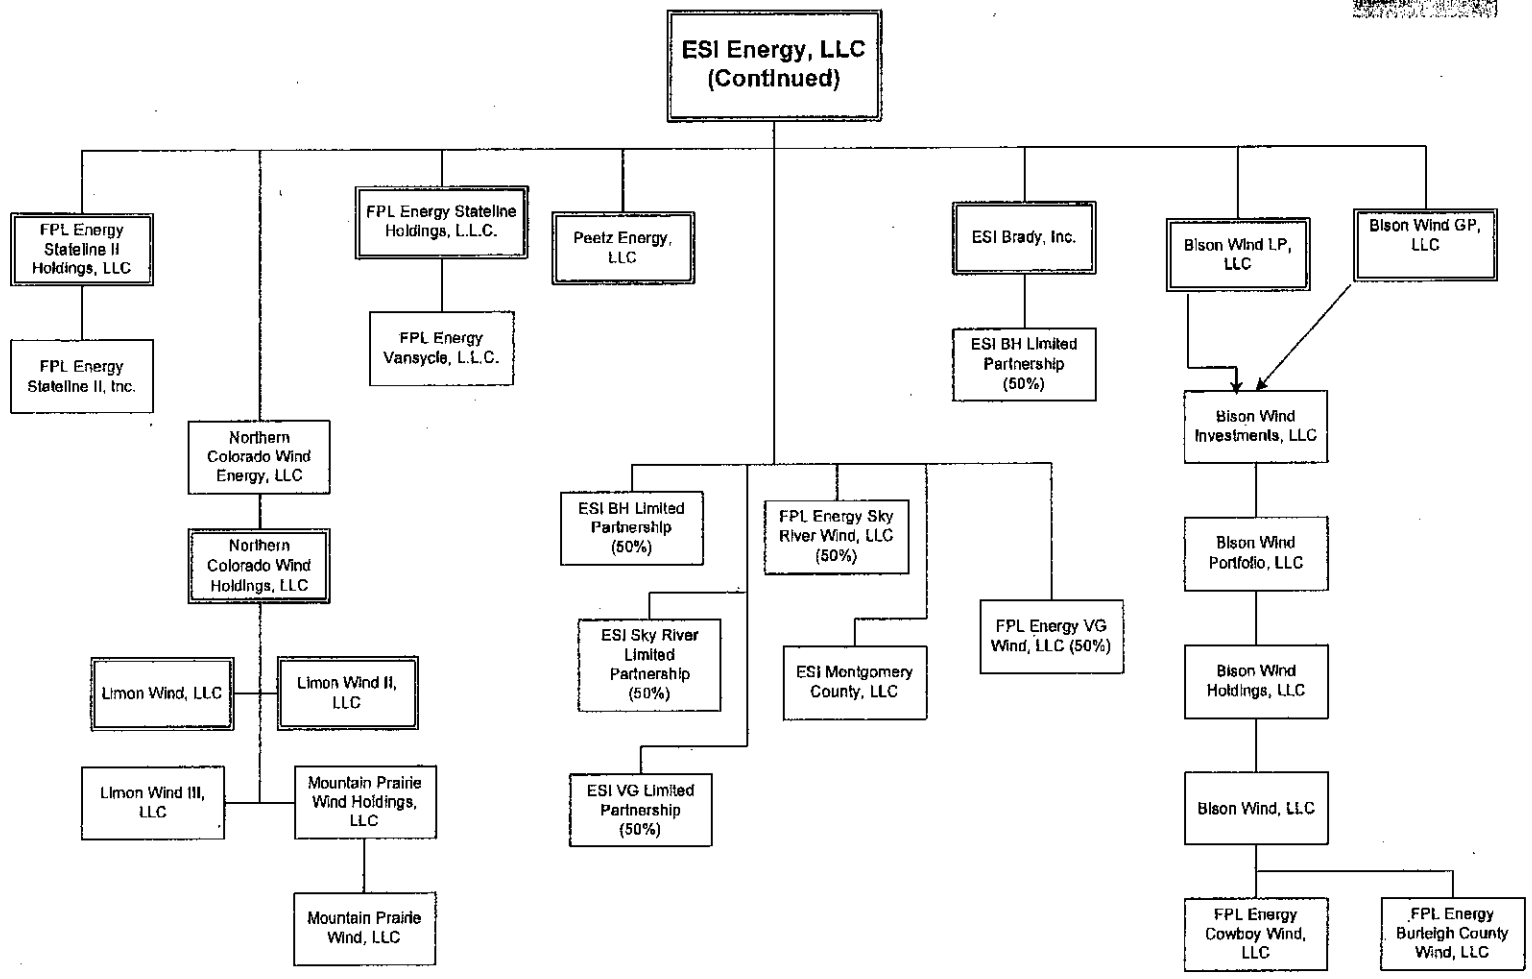 ESI Energy, LLC
(Continued)
FPL Energy
Stateline II
Holdings, LLC
FPL Energy Stateline
Holdings, L.L.C.
Peetz Energy,
LLC
ESI Brady, Inc.
Bison Wind LP,
LLC
Bison Wind GP,
LLC
FPL Energy
Stateline II, Inc.
FPL Energy
Vansycle, L.L.C.
ESI BH Limited
Partnership
(50%)
Bison Wind
Investments, LLC
Northern
Colorado Wind
Energy, LLC
Northern
Colorado Wind
Holdings, LLC
ESI BH Limited
Partnership
(50%)
FPL Energy Sky
River Wind, LLC
(50%)
Bison Wind
Portfolio, LLC
ESI Sky River
Limited
Partnership
(50%)
ESI Montgomery
County, LLC
FPL Energy VG
Wind, LLC (50%)
Bison Wind
Holdings, LLC
Limon Wind, LLC
Limon Wind II,
LLC
Limon Wind III,
LLC
Mountain Prairie
Wind Holdings,
LLC
ESI VG Limited
Partnership
(50%)
Bison Wind, LLC
Mountain Prairie
Wind, LLC
FPL Energy
Cowboy Wind,
LLC
FPL Energy
Burleigh County
Wind, LLC